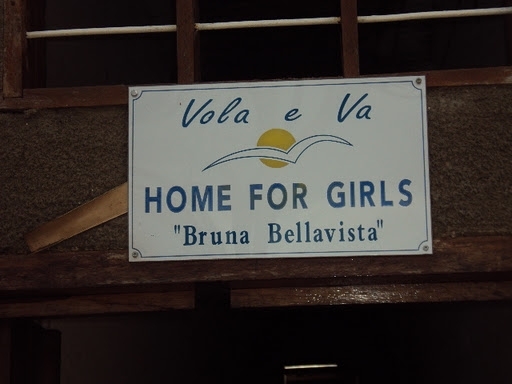 Vola e Va
HOME FOR GIRLS
"Bruna Bellavista"